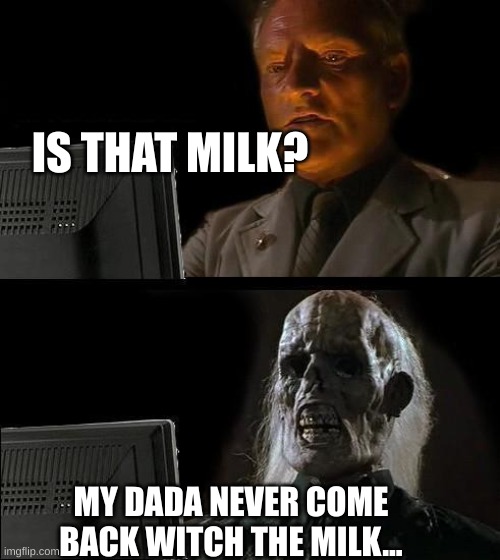 IS THAT MILK?
MY DADA NEVER COME
BACK WITCH THE MILK...
imgflip.com